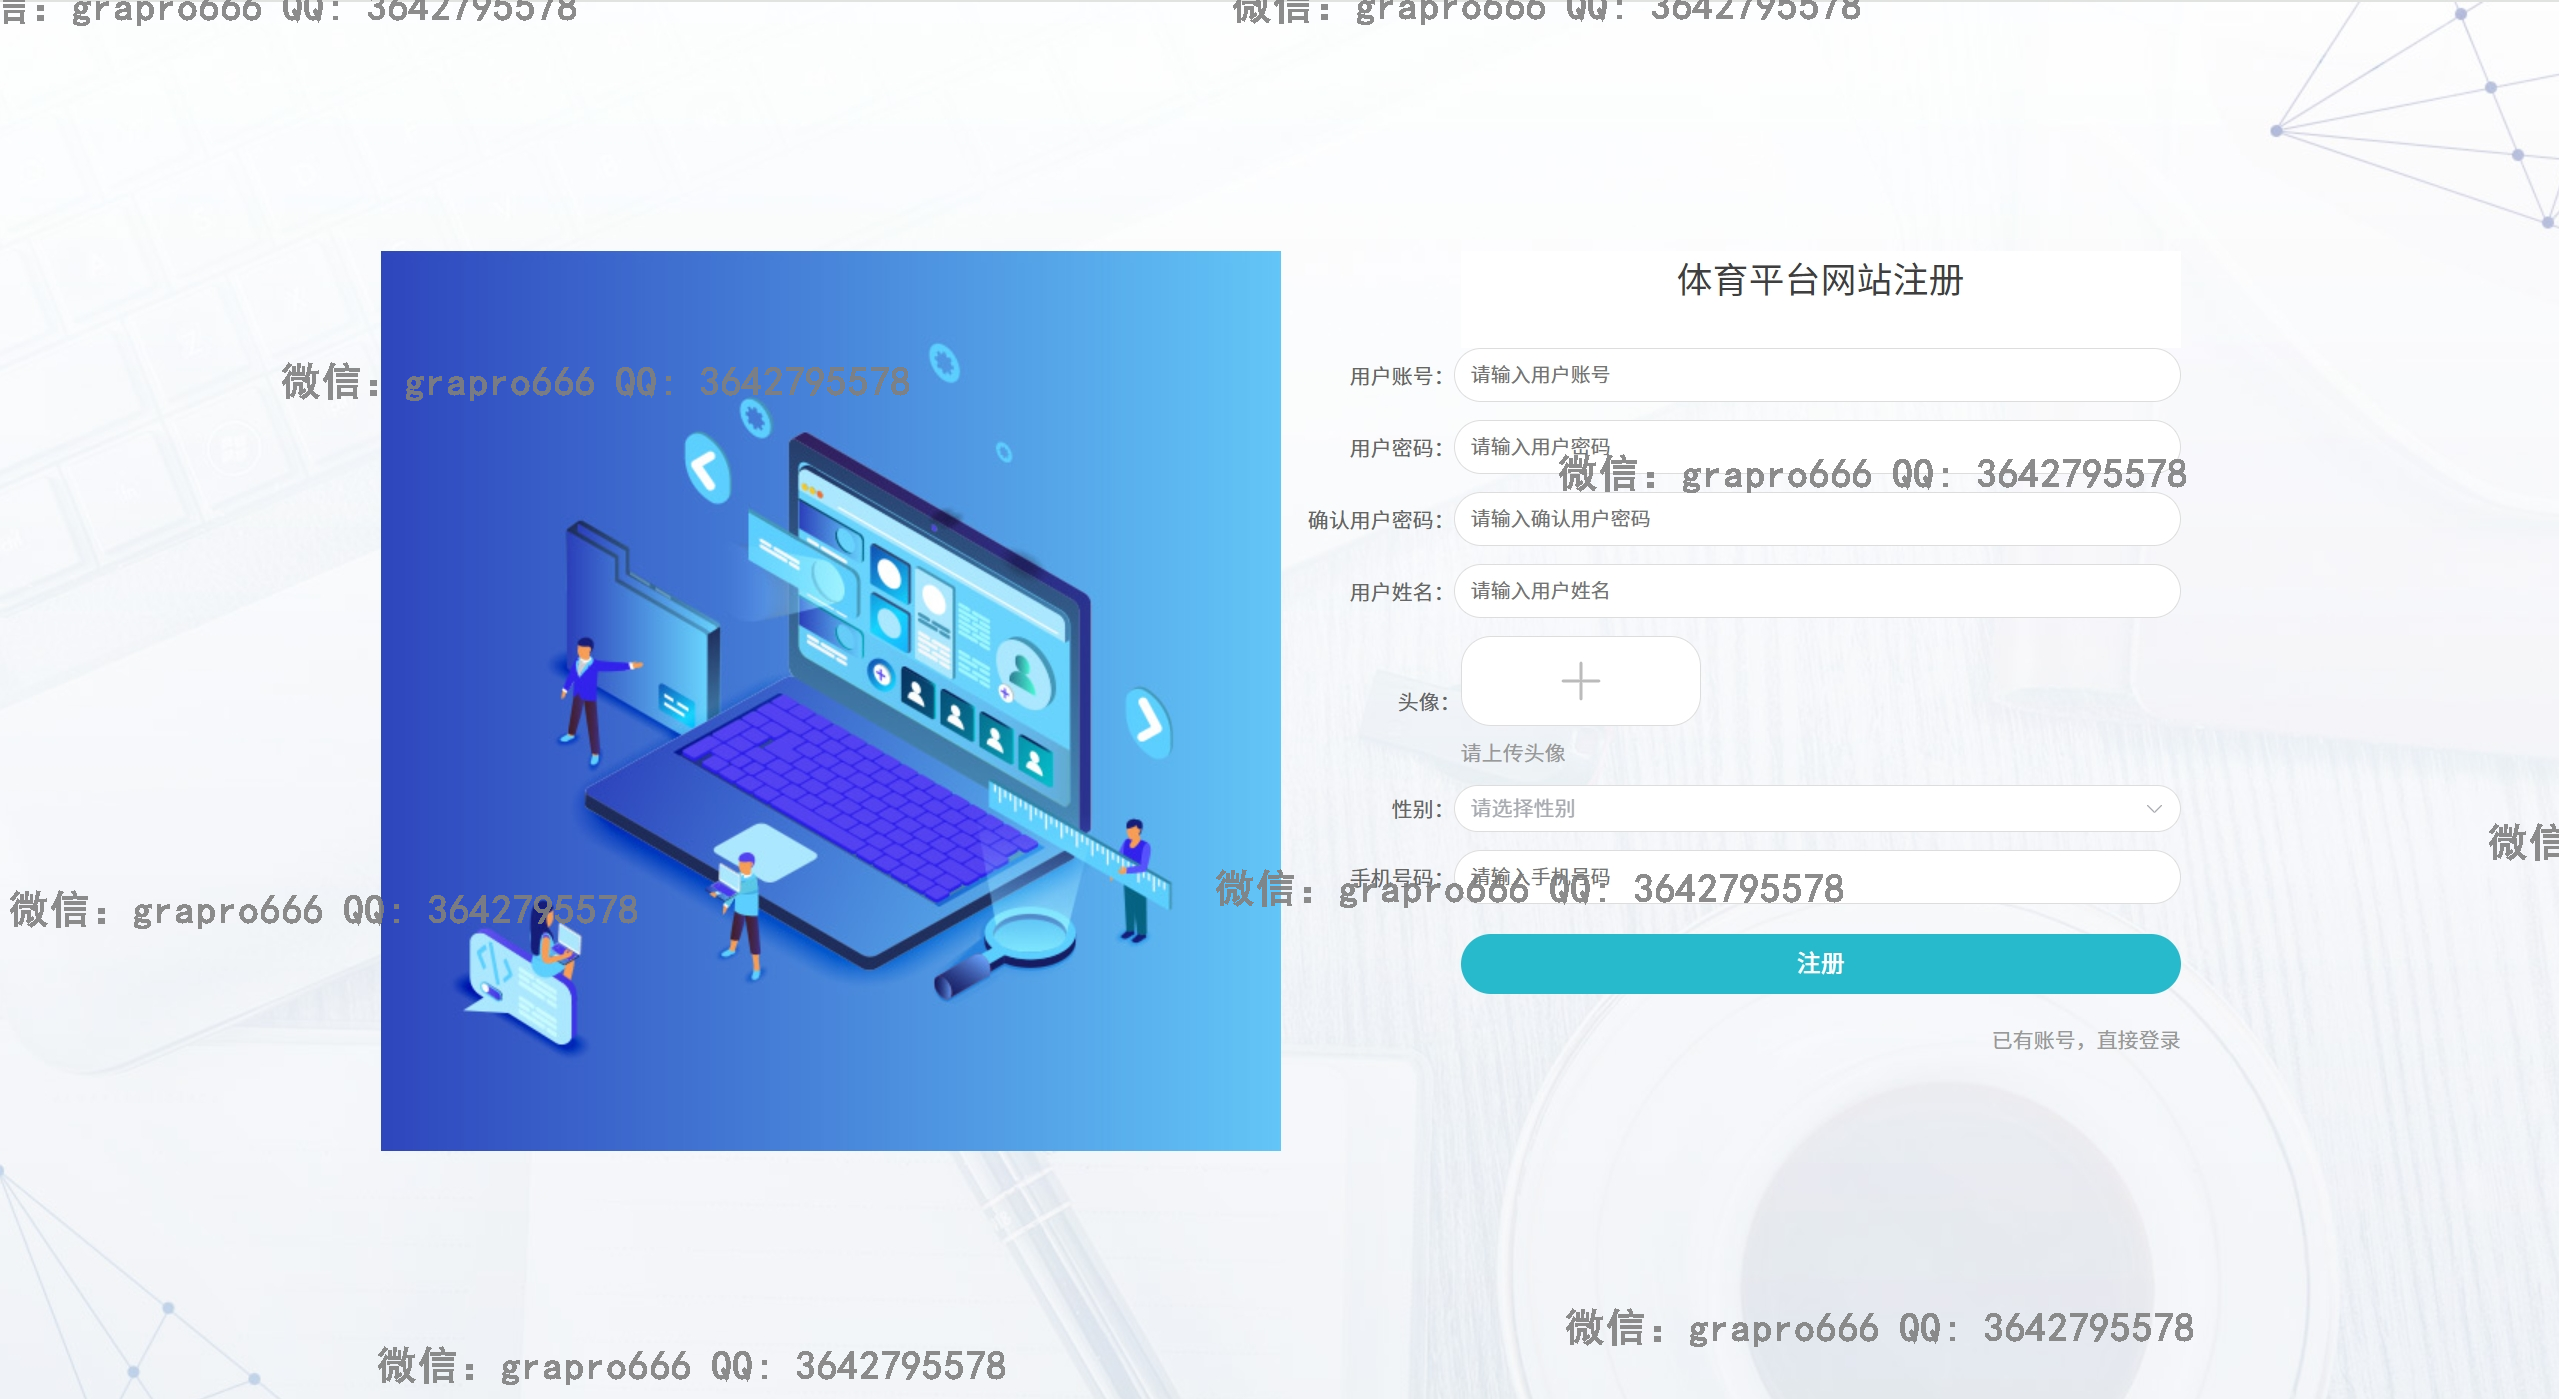 信：grapro666 QQ: 3642795578
微信：grapro666 QQ: 3642795578
体育平台网站注册
微信：grapro666 QQ: 3642795578
用户账号：
请输入用户账号
用户密码：
请输入用户密码
微信：grapro666 QQ: 3642795578
确认用户密码：
请输入确认用户密码
用户姓名：
请输入用户姓名
头像：
请上传头像
性别：
请选择性别
微信
手机号码：
请输入手机号码
微信：grapro666 QQ: 3642795578
微信：grapro666 QQ: 3642795578
注册
已有账号，直接登录
微信：grapro666 QQ: 3642795578
微信：grapro666 QQ: 3642795578